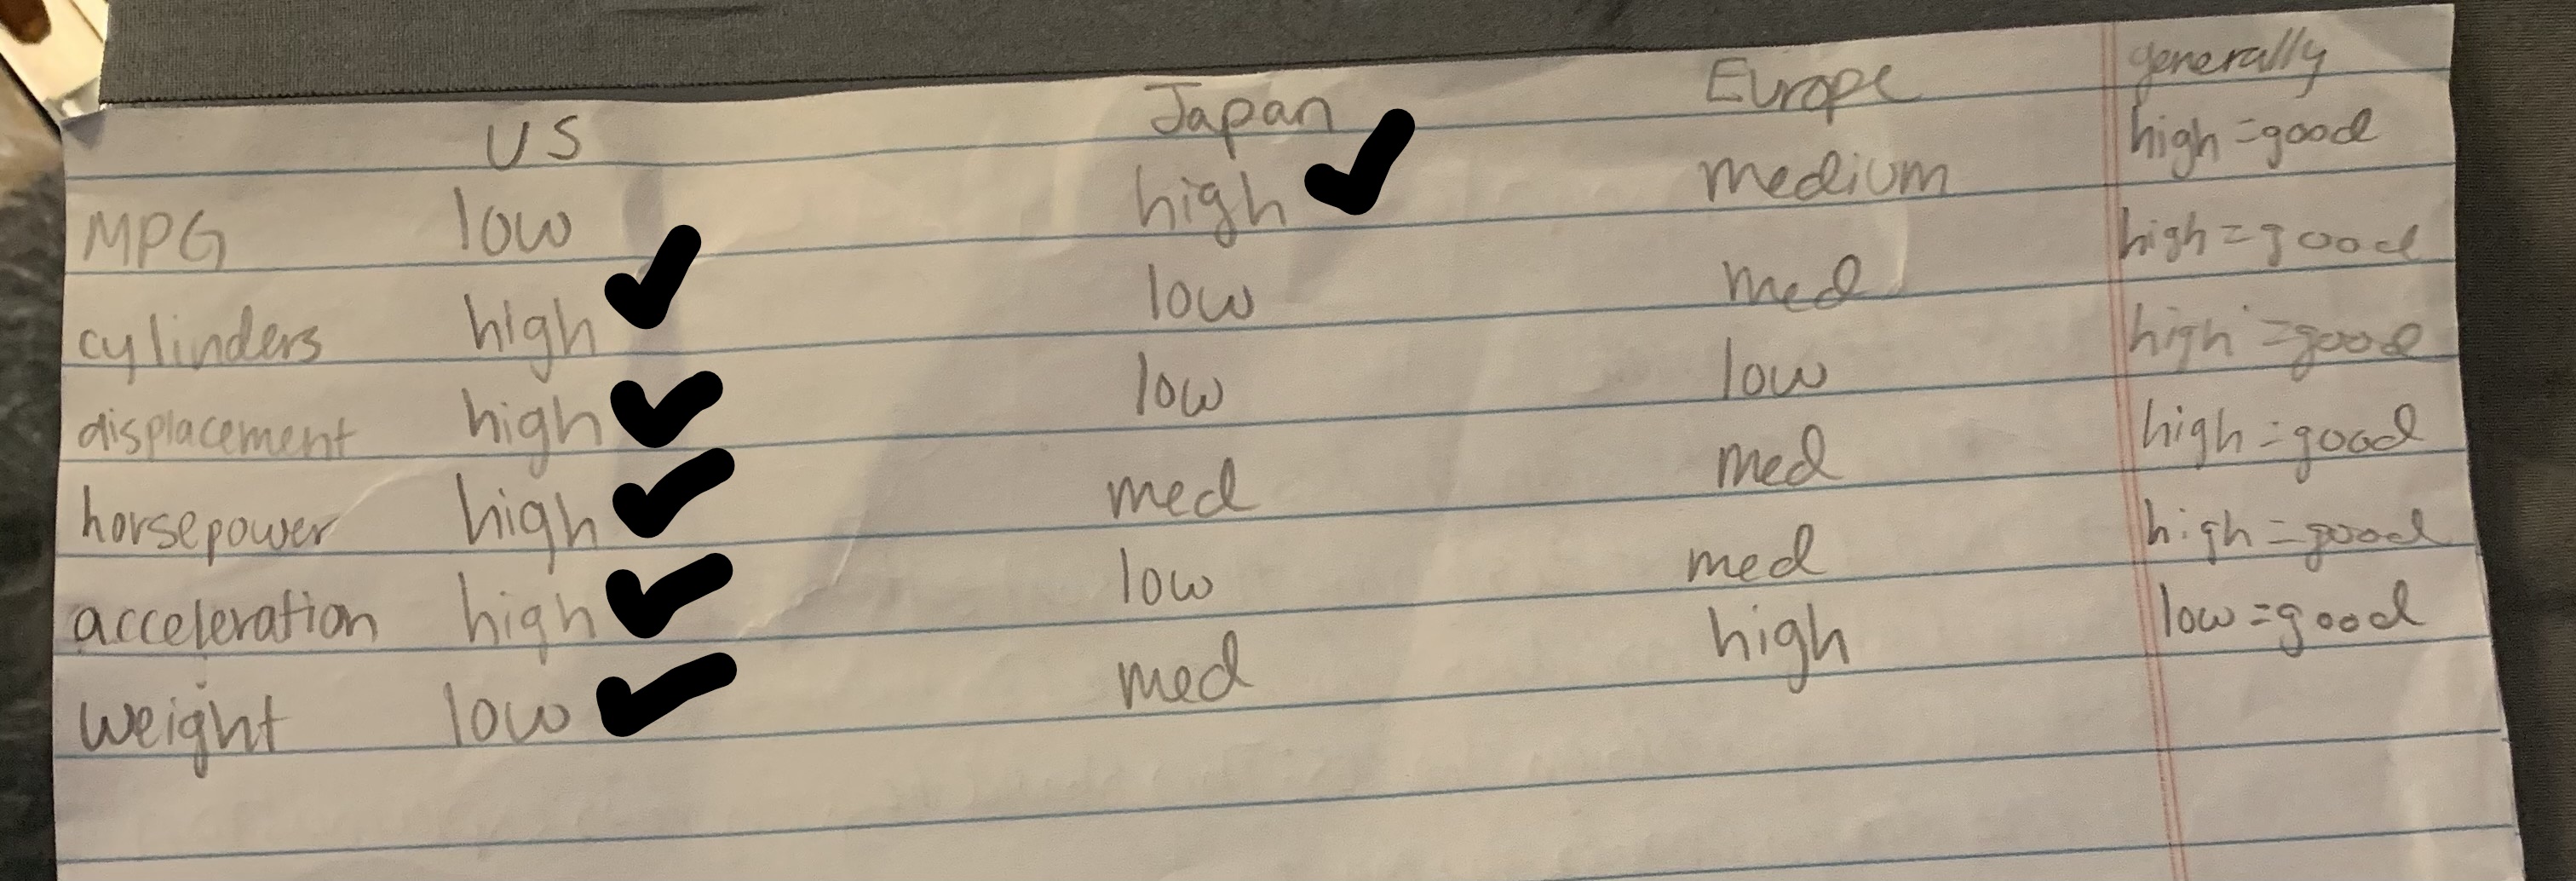 US Japan Europe generally
MPG low high ✓ medium high = good
cylinders high ✓ low med high = good
displacement high ✓ low low high = good
horsepower high ✓ med med high = good
acceleration high ✓ low med high = good
weight low ✓ med high low = good